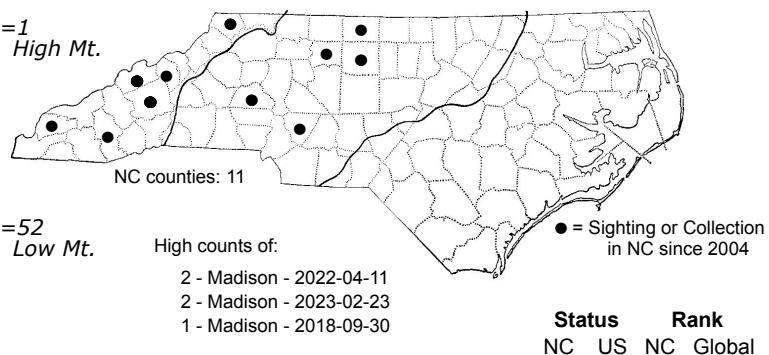 =1
High Mt.
NC counties: 11
=52
Low Mt.
High counts of:
2 - Madison - 2022-04-11
2 - Madison - 2023-02-23
1 - Madison - 2018-09-30
● = Sighting or Collection
in NC since 2004
Status Rank
NC US NC Global